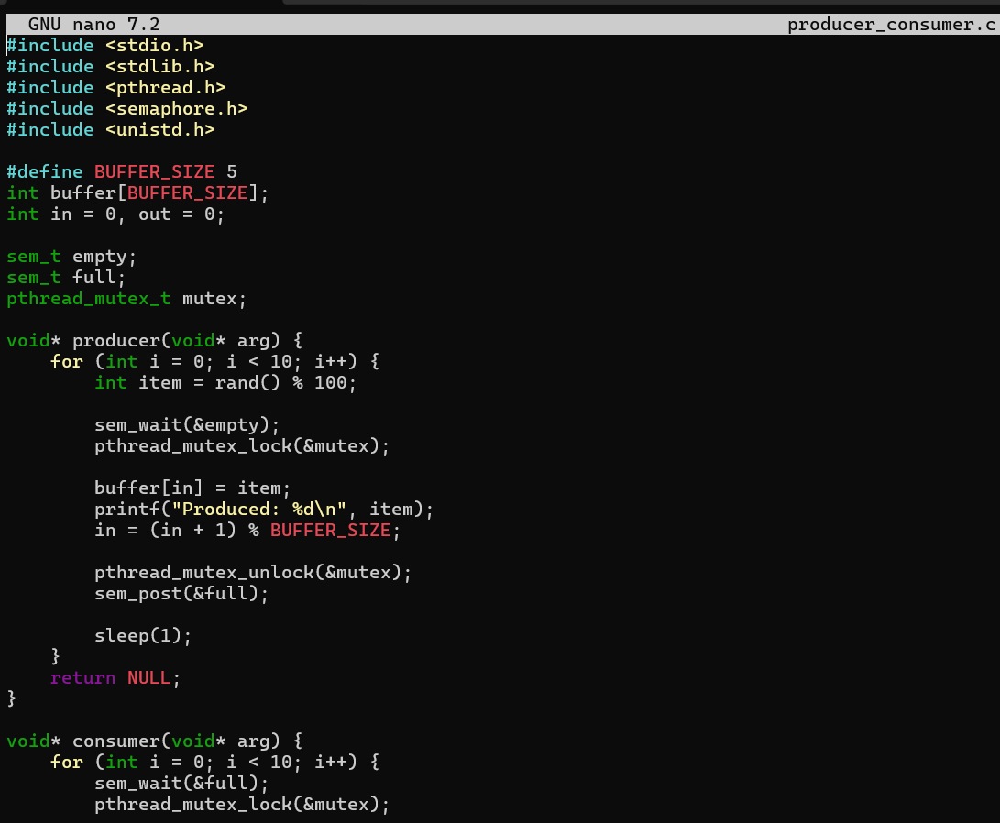 GNU nano 7.2 producer_consumer.c
#include <stdio.h>
#include <stdlib.h>
#include <pthread.h>
#include <semaphore.h>
#include <unistd.h>

#define BUFFER_SIZE 5
int buffer[BUFFER_SIZE];
int in = 0, out = 0;

sem_t empty;
sem_t full;
pthread_mutex_t mutex;

void* producer(void* arg) {
    for (int i = 0; i < 10; i++) {
        int item = rand() % 100;

        sem_wait(&empty);
        pthread_mutex_lock(&mutex);

        buffer[in] = item;
        printf("Produced: %d\n", item);
        in = (in + 1) % BUFFER_SIZE;

        pthread_mutex_unlock(&mutex);
        sem_post(&full);

        sleep(1);
    }
    return NULL;
}

void* consumer(void* arg) {
    for (int i = 0; i < 10; i++) {
        sem_wait(&full);
        pthread_mutex_lock(&mutex);